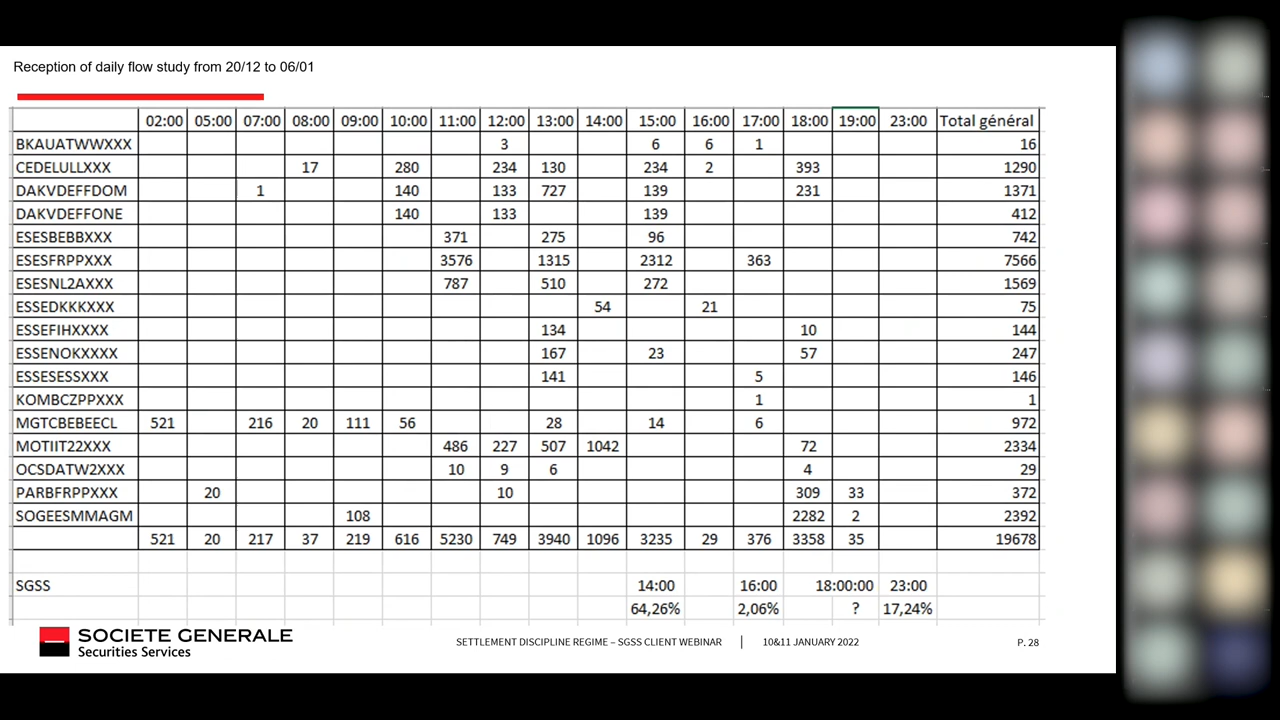 Reception of daily flow study from 20/12 to 06/01
02:00 05:00 07:00 08:00 09:00 10:00 11:00 12:00 13:00 14:00 15:00 16:00 17:00 18:00 19:00 23:00 Total général
BKAUATWWXXX 3 6 6 1 16
CEDELULLXXX 17 280 234 130 234 2 393 1290
DAKVDEFFDOM 1 140 133 727 139 231 1371
DAKVDEFFONE 140 133 139 412
ESESBEBBXXX 371 275 96 742
ESESFRPPXXX 3576 1315 2312 363 7566
ESESNL2AXXX 787 510 272 1569
ESSEDKKKXXX 54 21 75
ESSEFIHXXXX 134 10 144
ESSENOKXXXX 167 23 57 247
ESSESESSXXX 141 5 146
KOMBCZPPXXX 1 1
MGTCBEBEECL 521 216 20 111 56 28 14 6 972
MOTIIT22XXX 486 227 507 1042 72 2334
OCSDATW2XXX 10 9 6 4 29
PARBFRPPXXX 20 10 309 33 372
SOGEESMMAGM 108 2282 2 2392
521 20 217 37 219 616 5230 749 3940 1096 3235 29 376 3358 35 19678
SGSS 14:00 16:00 18:00:00 23:00
64,26% 2,06% ? 17,24%
SOCIETE GENERALE
Securities Services
SETTLEMENT DISCIPLINE REGIME – SGSS CLIENT WEBINAR | 10&11 JANUARY 2022 P. 28